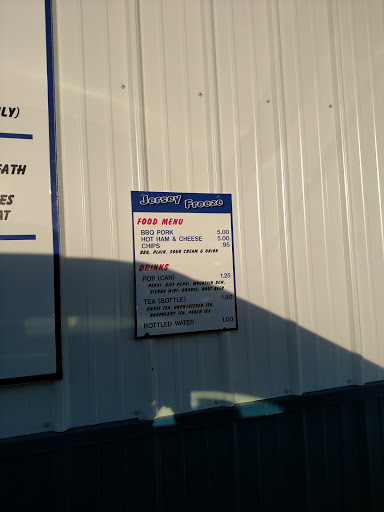 NLY)
EATH
ES
AT
Jersey Freeze
FOOD MENU
BBQ PORK 5.00
HOT HAM & CHEESE 5.00
CHIPS .95
BBQ, PLAIN, SOUR CREAM & ONION
DRINKS
POP (CAN) 1.25
PEPSI, DIET PEPSI, MOUNTAIN DEW,
SIERRA MIST, ORANGE, ROOT BEER
TEA (BOTTLE) 1.80
SWEET TEA, UNSWEETENED TEA
RASPBERRY TEA, PEACH TEA
BOTTLED WATER 1.00